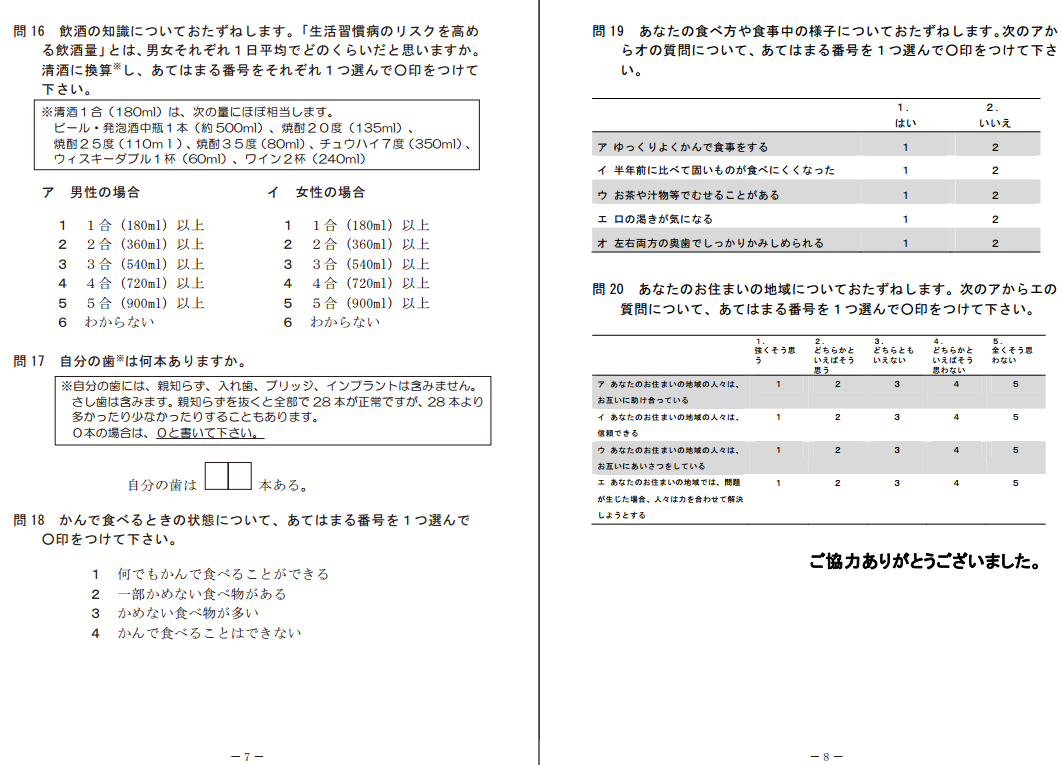 問16　飲酒の知識についておたずねします。「生活習慣病のリスクを高め
る飲酒量」とは、男女それぞれ１日平均でどのくらいだと思いますか。
清酒に換算※し、あてはまる番号をそれぞれ１つ選んで〇印をつけて
下さい。
※清酒１合（180ml）は、次の量にほぼ相当します。
ビール・発泡酒中瓶１本（約500ml）、焼酎２０度（135ml）、
焼酎２５度（110ｍｌ）、焼酎３５度（80ml）、チュウハイ７度（350ml）、
ウィスキーダブル１杯（60ml）、ワイン２杯（240ml）
ア　男性の場合
1　１合（180ml）以上
2　２合（360ml）以上
3　３合（540ml）以上
4　４合（720ml）以上
5　５合（900ml）以上
6　わからない
イ　女性の場合
1　１合（180ml）以上
2　２合（360ml）以上
3　３合（540ml）以上
4　４合（720ml）以上
5　５合（900ml）以上
6　わからない
問17　自分の歯※は何本ありますか。
※自分の歯には、親知らず、入れ歯、ブリッジ、インプラントは含みません。
さし歯は含みます。親知らずを抜くと全部で28本が正常ですが、28本より
多かったり少なかったりすることもあります。
０本の場合は、０と書いて下さい。
自分の歯は　本ある。
問18　かんで食べるときの状態について、あてはまる番号を１つ選んで
〇印をつけて下さい。
1　何でもかんで食べることができる
2　一部かめない食べ物がある
3　かめない食べ物が多い
4　かんで食べることはできない
－7－
問19　あなたの食べ方や食事中の様子についておたずねします。次のアか
らオの質問について、あてはまる番号を１つ選んで〇印をつけて下さ
い。
１.　２.
はい　いいえ
ア ゆっくりよくかんで食事をする　1　2
イ 半年前に比べて固いものが食べにくくなった　1　2
ウ お茶や汁物等でむせることがある　1　2
エ 口の渇きが気になる　1　2
オ 左右両方の奥歯でしっかりかみしめられる　1　2
問20　あなたのお住まいの地域についておたずねします。次のアからエの
質問について、あてはまる番号を１つ選んで〇印をつけて下さい。
１.　２.　３.　４.　５.
強くそう思　どちらかと　どちらとも　どちらかと　全くそう思
う　いえばそう　いえない　いえばそう　わない
思う　思わない
ア あなたのお住まいの地域の人々は、　1　2　3　4　5
お互いに助け合っている
イ あなたのお住まいの地域の人々は、　1　2　3　4　5
信頼できる
ウ あなたのお住まいの地域の人々は、　1　2　3　4　5
お互いにあいさつをしている
エ あなたのお住まいの地域では、問題　1　2　3　4　5
が生じた場合、人々は力を合わせて解決
しようとする
ご協力ありがとうございました。
－8－